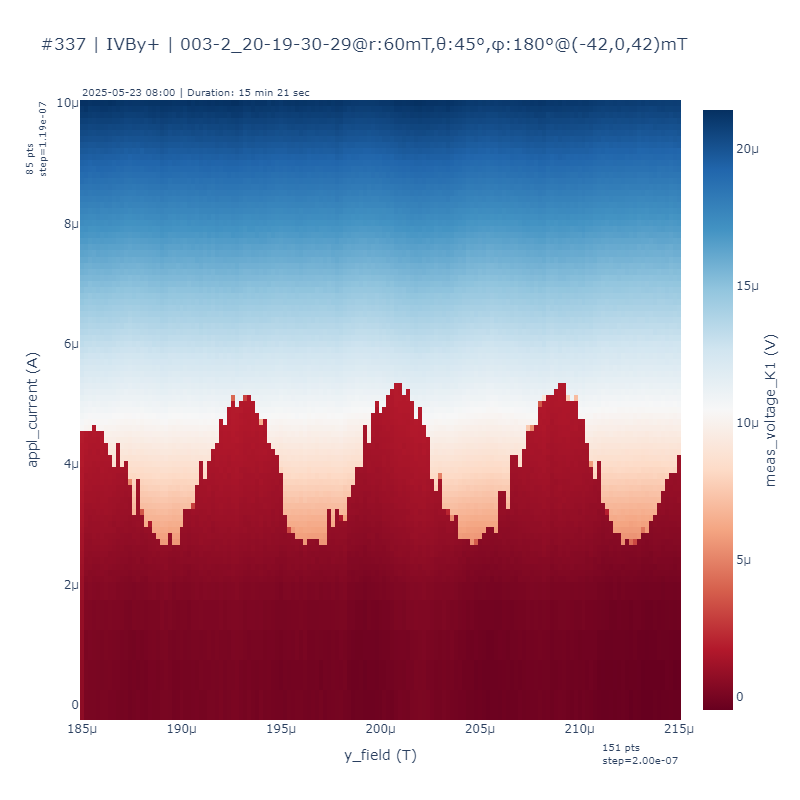 #337 | IVBy+ | 003-2_20-19-30-29@r:60mT,θ:45°,φ:180°@(-42,0,42)mT
2025-05-23 08:00 | Duration: 15 min 21 sec
85 pts
step=1.19e-07
10μ
8μ
6μ
4μ
2μ
0
appl_current (A)
185μ
190μ
195μ
200μ
205μ
210μ
215μ
y_field (T)
151 pts
step=2.00e-07
20μ
15μ
10μ
5μ
0
meas_voltage_K1 (V)